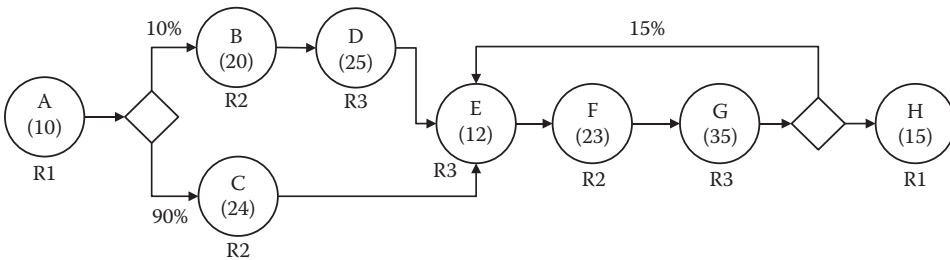 10%
B
(20)
R2
D
(25)
R3
15%
A
(10)
R1
E
(12)
R3
F
(23)
R2
G
(35)
R3
H
(15)
R1
90%
C
(24)
R2